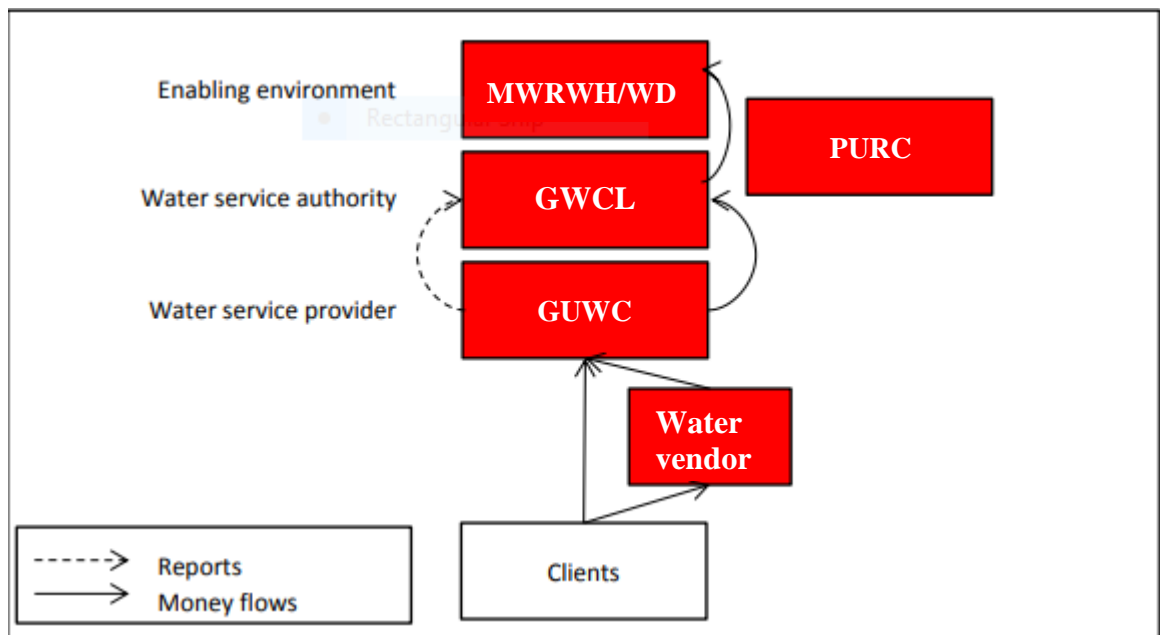 Enabling environment
MWRWH/WD
PURC
Water service authority
GWCL
Water service provider
GUWC
Water
vendor
Clients
Reports
Money flows